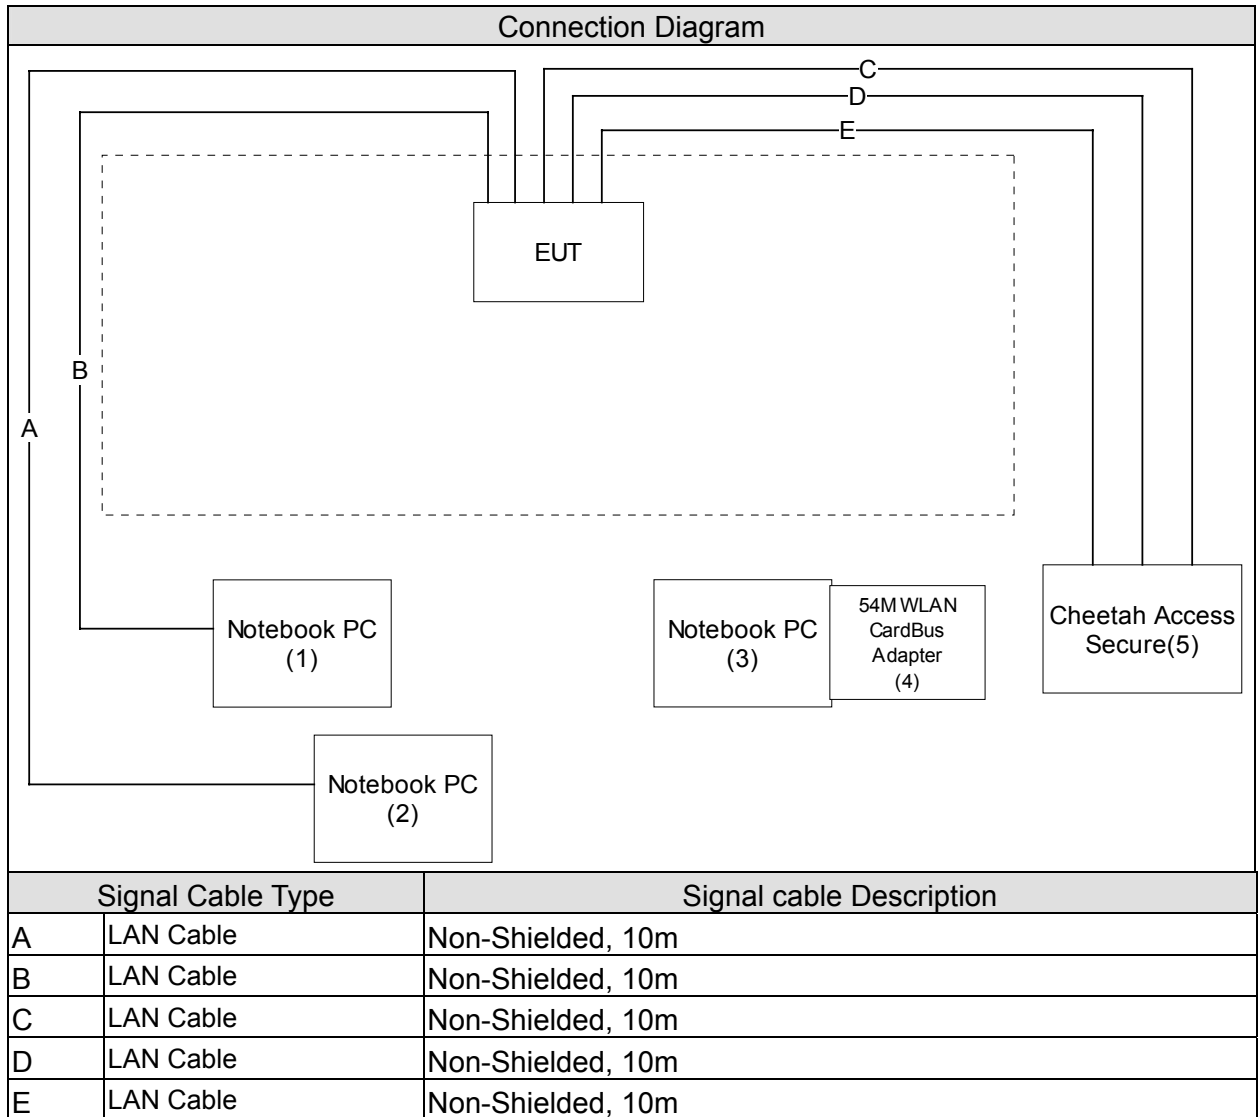 Connection Diagram
C
D
E
EUT
B
A
Notebook PC
(1)
Notebook PC
(3)
54M WLAN
CardBus
Adapter
(4)
Cheetah Access
Secure(5)
Notebook PC
(2)
Signal Cable Type Signal cable Description
A LAN Cable Non-Shielded, 10m
B LAN Cable Non-Shielded, 10m
C LAN Cable Non-Shielded, 10m
D LAN Cable Non-Shielded, 10m
E LAN Cable Non-Shielded, 10m